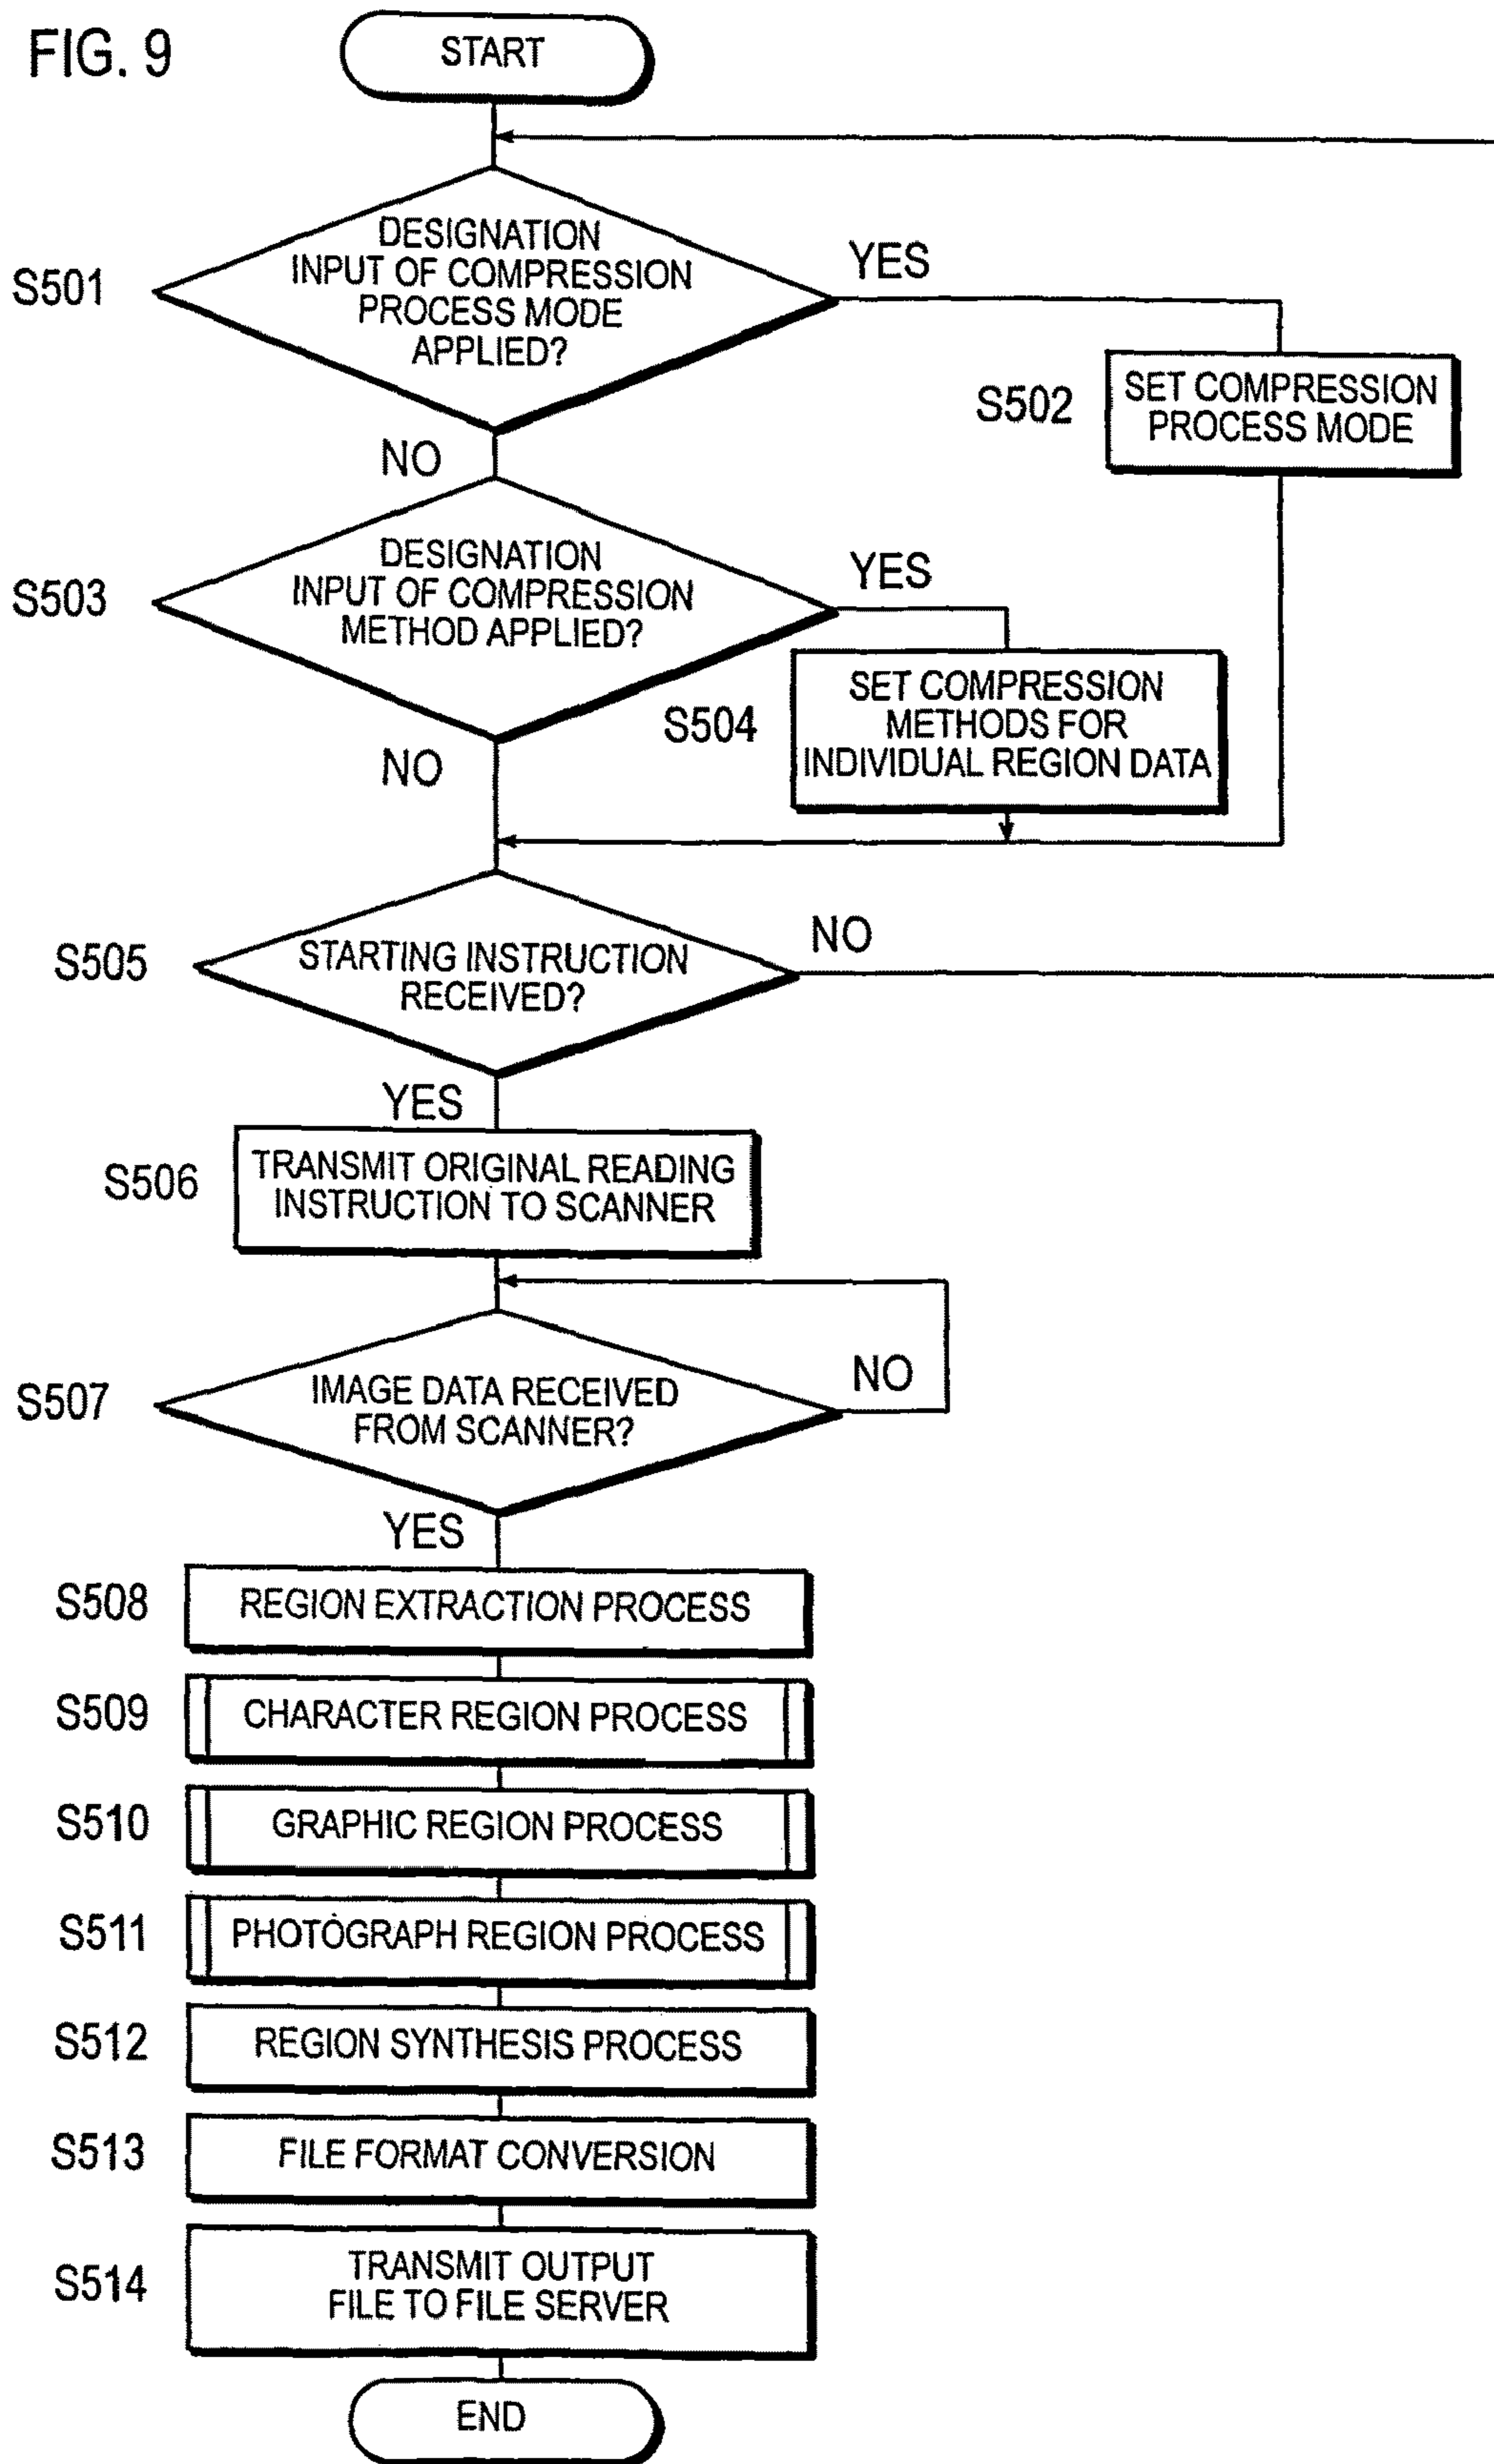 FIG. 9
START
S501
DESIGNATION
INPUT OF COMPRESSION
PROCESS MODE
APPLIED?
YES
S502
SET COMPRESSION
PROCESS MODE
NO
S503
DESIGNATION
INPUT OF COMPRESSION
METHOD APPLIED?
YES
S504
SET COMPRESSION
METHODS FOR
INDIVIDUAL REGION DATA
NO
S505
STARTING INSTRUCTION
RECEIVED?
NO
YES
S506
TRANSMIT ORIGINAL READING
INSTRUCTION TO SCANNER
S507
IMAGE DATA RECEIVED
FROM SCANNER?
NO
YES
S508
REGION EXTRACTION PROCESS
S509
CHARACTER REGION PROCESS
S510
GRAPHIC REGION PROCESS
S511
PHOTOGRAPH REGION PROCESS
S512
REGION SYNTHESIS PROCESS
S513
FILE FORMAT CONVERSION
S514
TRANSMIT OUTPUT
FILE TO FILE SERVER
END